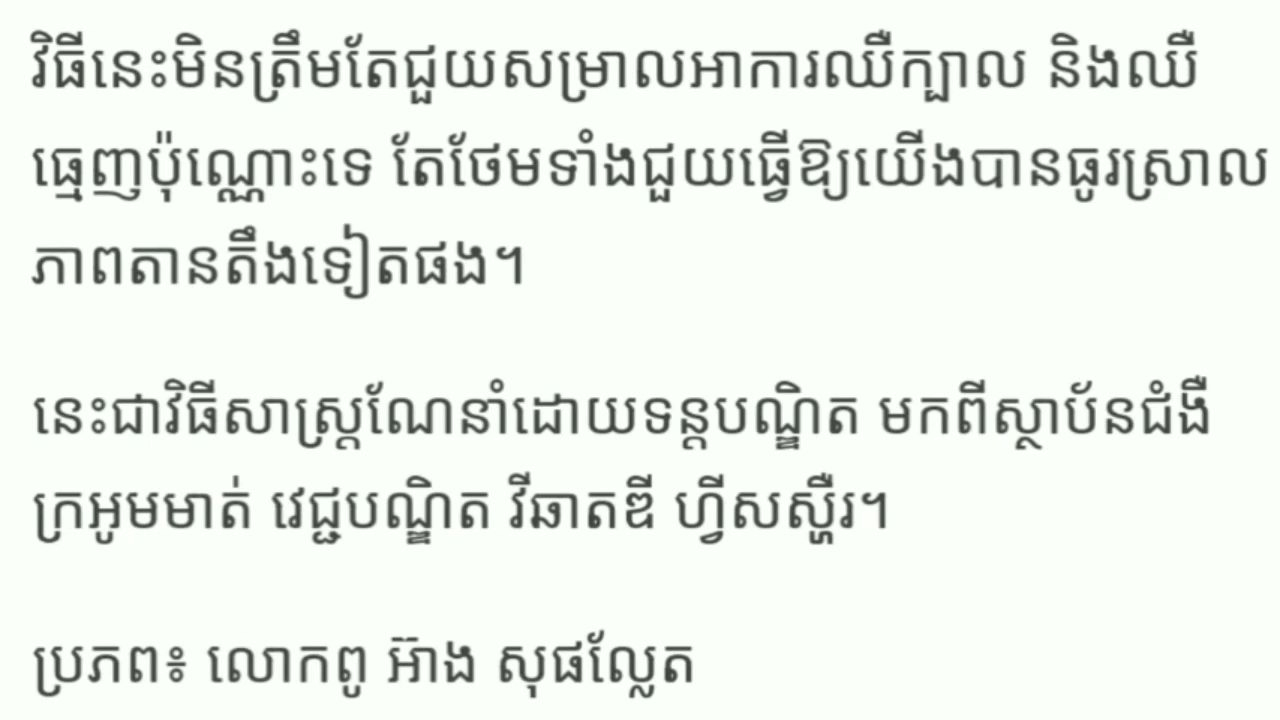 វិធីនេះមិនត្រឹមតែជួយសម្រាលអាការឈឺក្បាល និងឈឺ
ធ្មេញប៉ុណ្ណោះទេ តែថែមទាំងជួយធ្វើឱ្យយើងបានធូរស្រាល
ភាពតានតឹងទៀតផង។
នេះជាវិធីសាស្ត្រណែនាំដោយទន្តបណ្ឌិត មកពីស្ថាប័នជំងឺ
ក្រអូមមាត់ វេជ្ជបណ្ឌិត វីឆាតឌី ហ្វីសស្ហឺរ។
ប្រភព៖ លោកពូ អ៊ាង សុផល្លែត